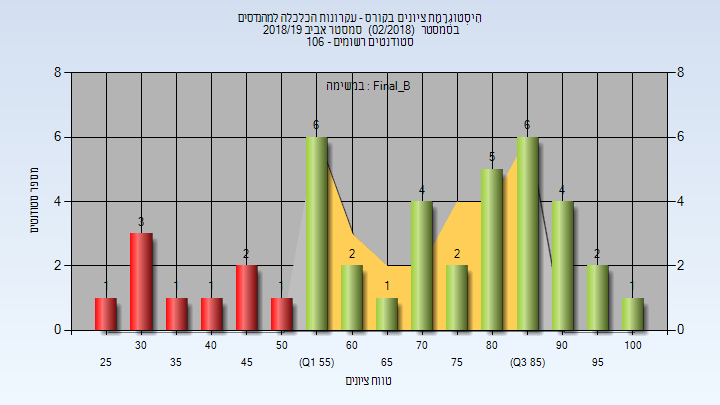 היסטוגרמת ציונים בקורס - עקרונות הכלכלה למהנדסים
בסמסטר (02/2018) סמסטר אביב 2018/19
סטודנטים רשומים - 106
במשימה : Final_B
מספר סטודנטים
8 8
6 6
4 4
2 2
0 0
1 3 1 1 2 1 6 2 1 4 2 5 6 4 2 1
30 40 50 60 70 80 90 100
25 35 45 (Q1 55) 65 75 (Q3 85) 95
טווח ציונים